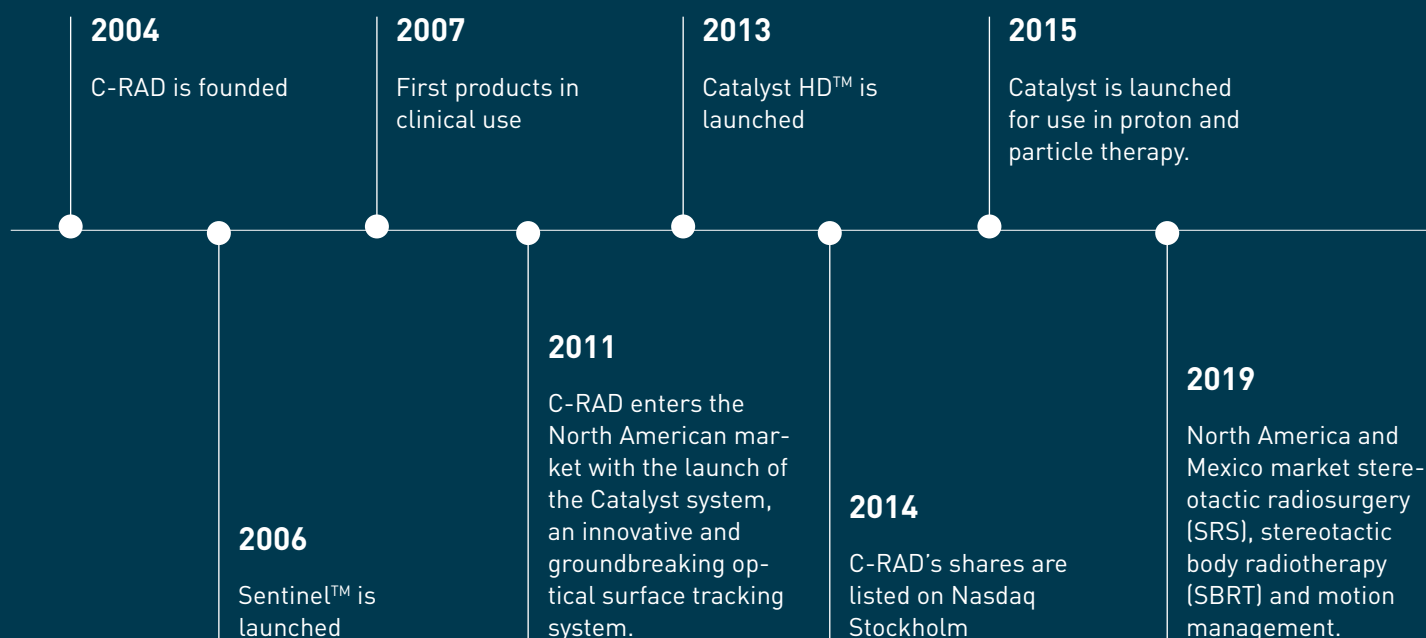 2004
C-RAD is founded
2006
Sentinel™ is
launched
2007
First products in
clinical use
2011
C-RAD enters the
North American mar-
ket with the launch of
the Catalyst system,
an innovative and
groundbreaking op-
tical surface tracking
system.
2013
Catalyst HD™ is
launched
2014
C-RAD’s shares are
listed on Nasdaq
Stockholm
2015
Catalyst is launched
for use in proton and
particle therapy.
2019
North America and
Mexico market stere-
otactic radiosurgery
(SRS), stereotactic
body radiotherapy
(SBRT) and motion
management.